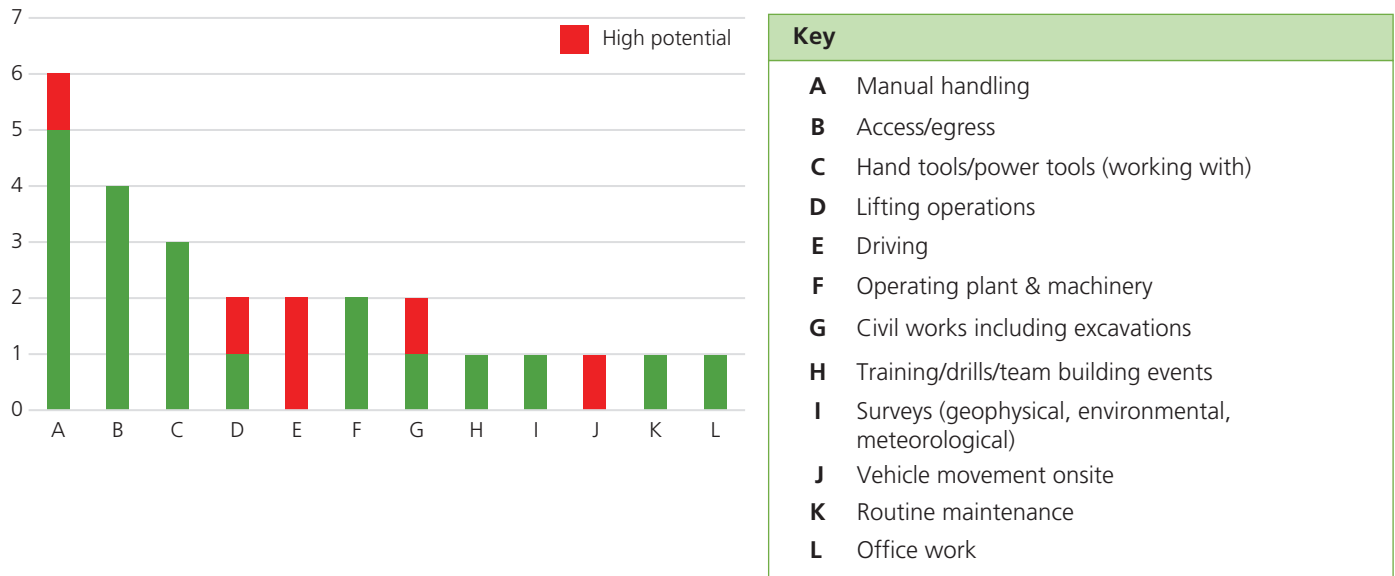 7
High potential
6
5
4
3
2
1
0
A B C D E F G H I J K L
Key
A Manual handling
B Access/egress
C Hand tools/power tools (working with)
D Lifting operations
E Driving
F Operating plant & machinery
G Civil works including excavations
H Training/drills/team building events
I Surveys (geophysical, environmental,
meteorological)
J Vehicle movement onsite
K Routine maintenance
L Office work